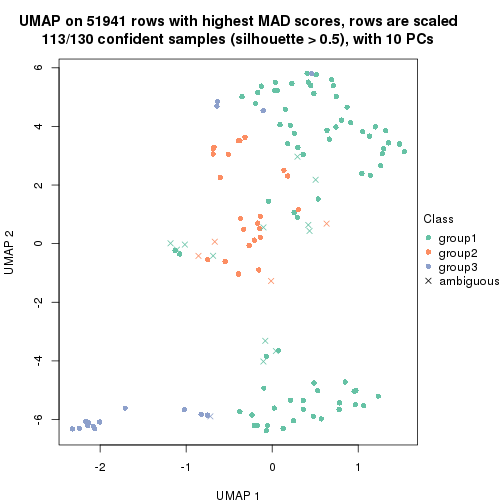 UMAP on 51941 rows with highest MAD scores, rows are scaled
113/130 confident samples (silhouette > 0.5), with 10 PCs
6
4
2
0
-2
-4
-6
UMAP 2
-2
-1
0
1
UMAP 1
Class
group1
group2
group3
ambiguous